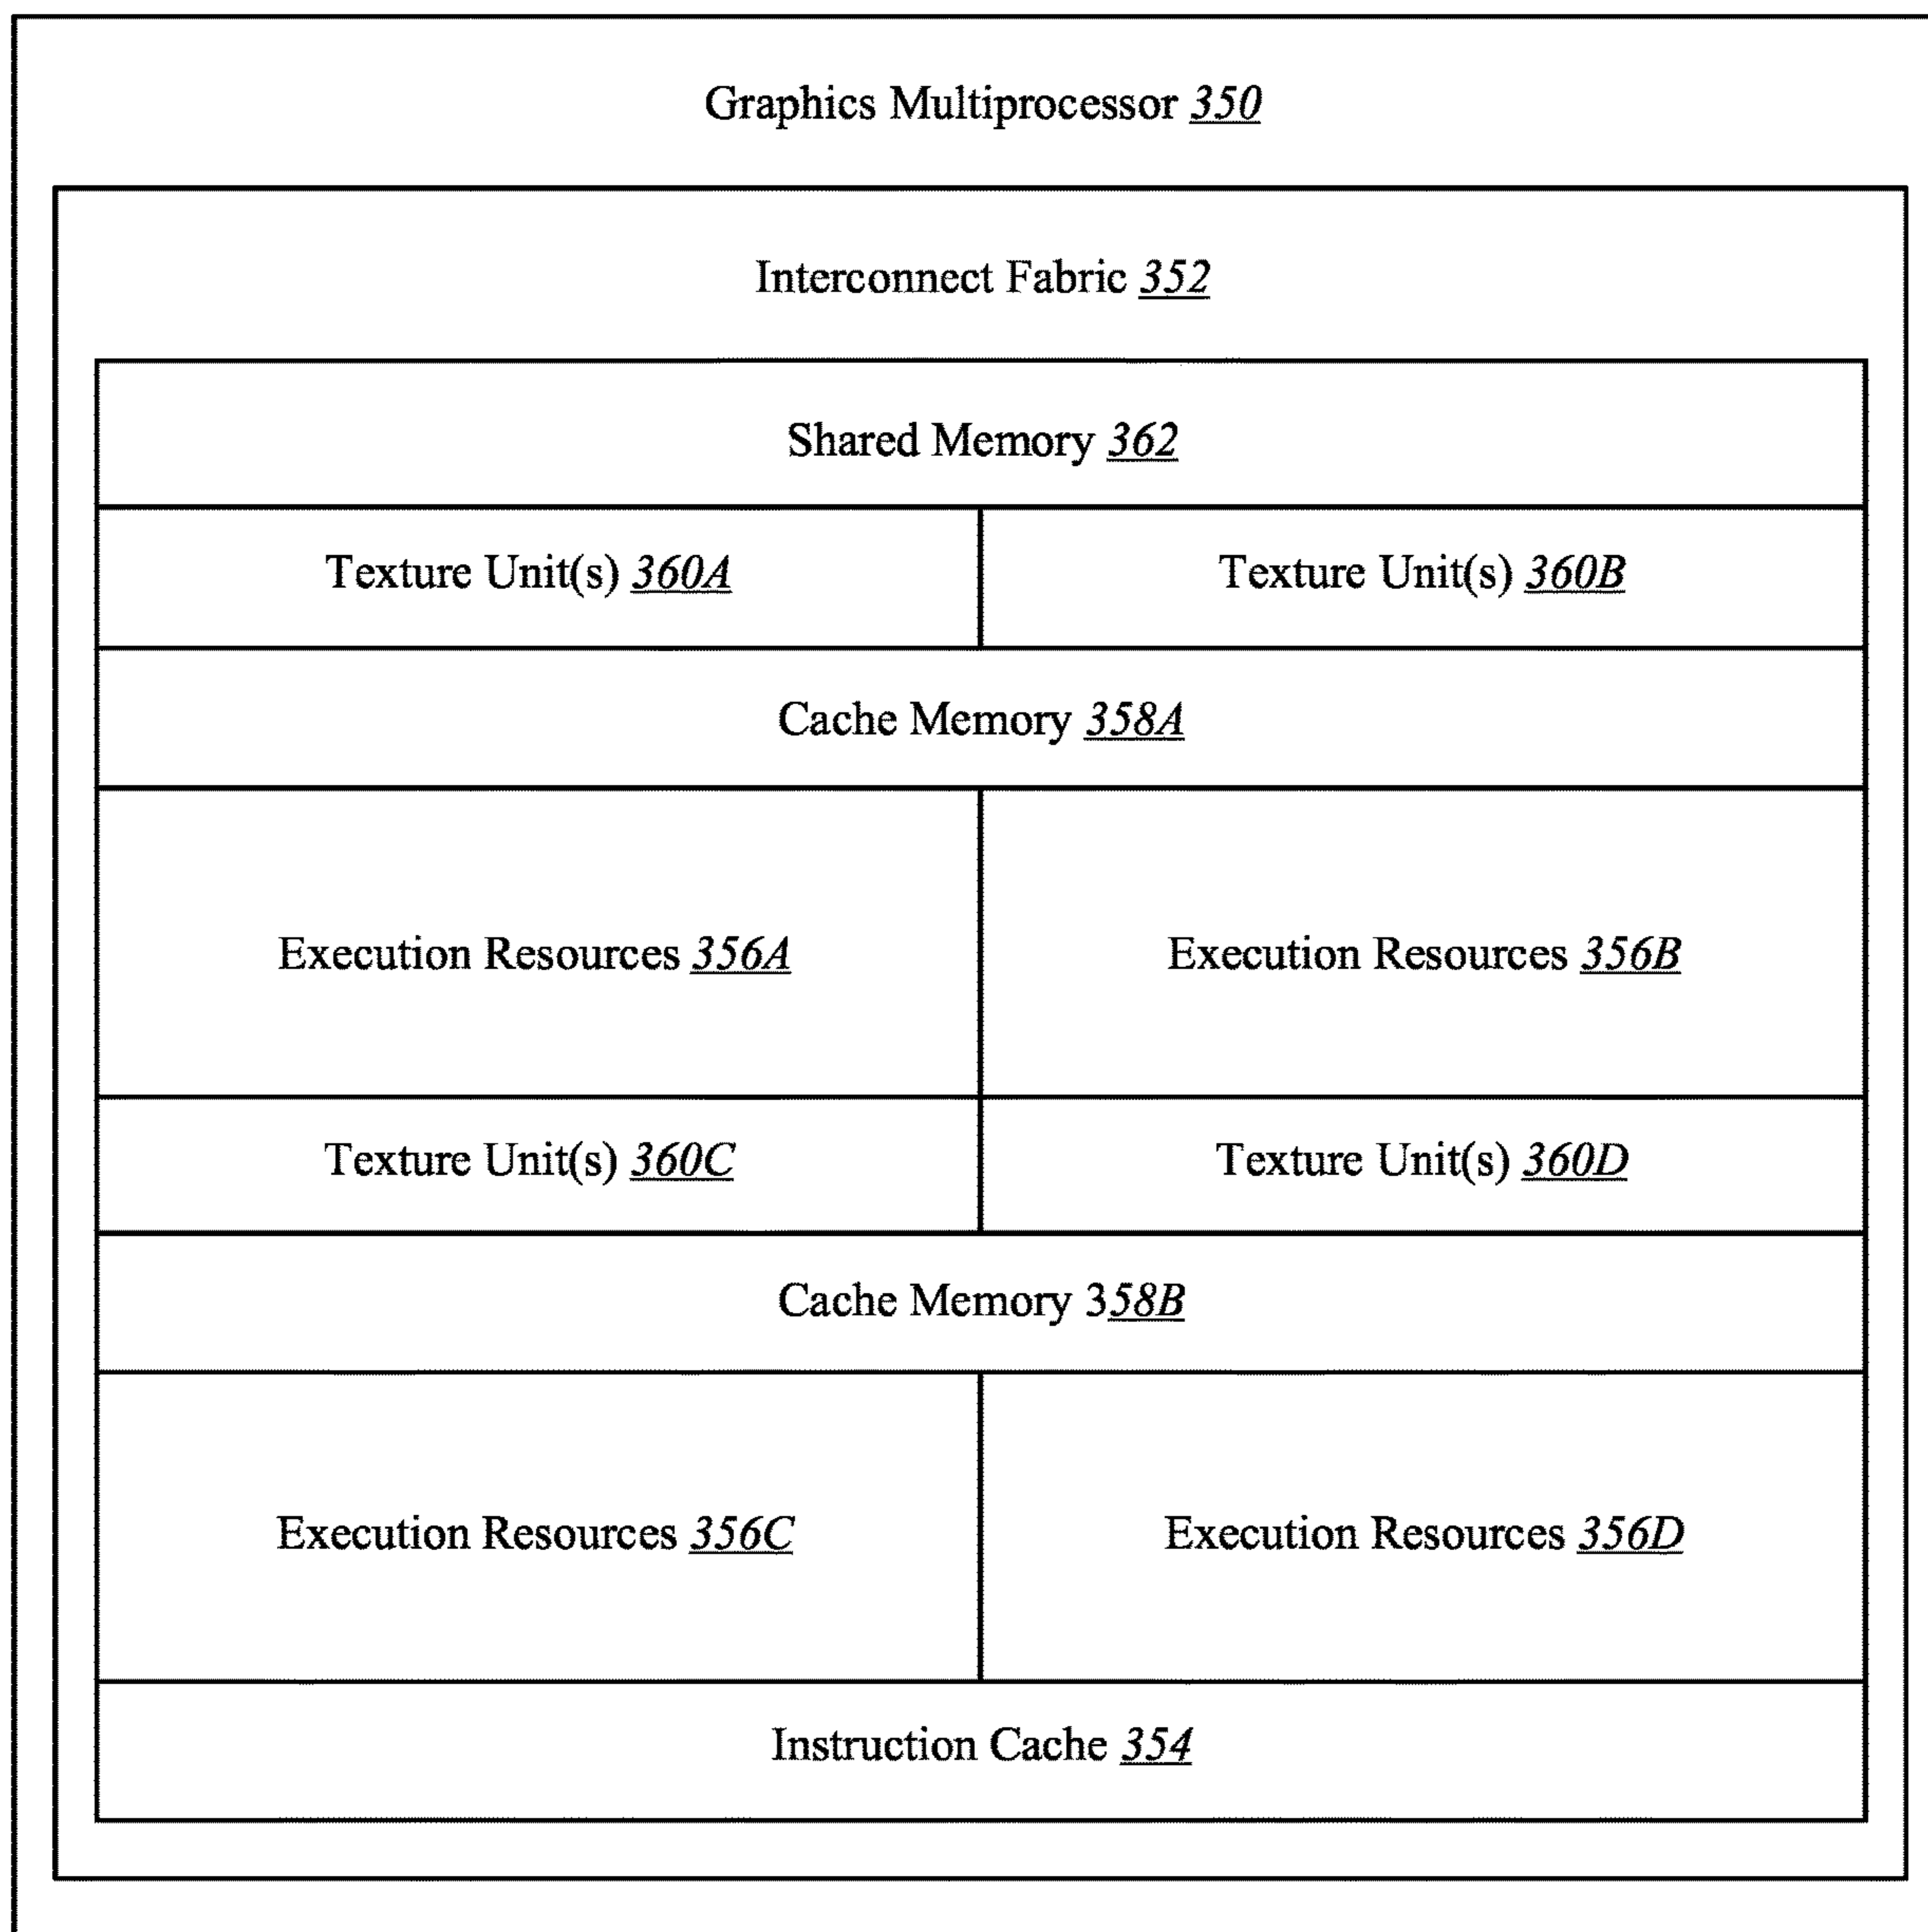 Graphics Multiprocessor 350
Interconnect Fabric 352
Shared Memory 362
Texture Unit(s) 360A
Texture Unit(s) 360B
Cache Memory 358A
Execution Resources 356A
Execution Resources 356B
Texture Unit(s) 360C
Texture Unit(s) 360D
Cache Memory 358B
Execution Resources 356C
Execution Resources 356D
Instruction Cache 354